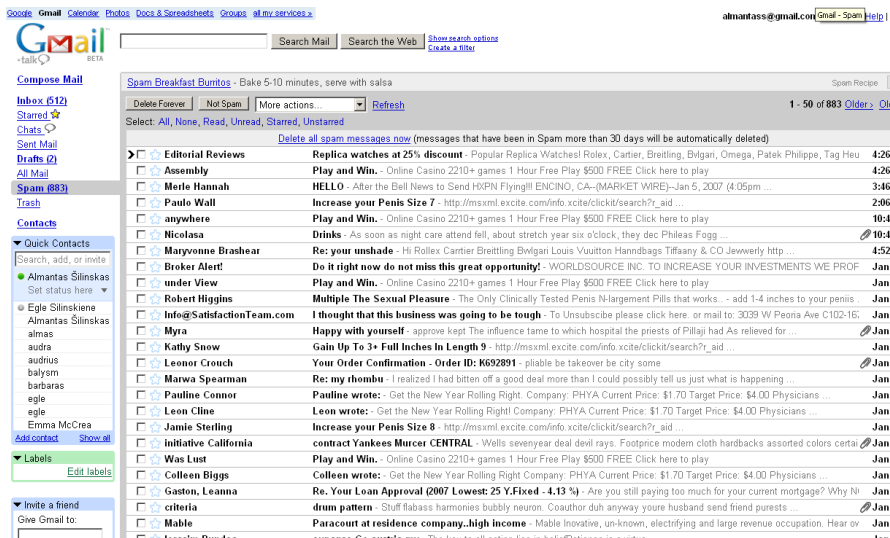 Google Gmail Calendar Photos Docs & Spreadsheets Groups all my services »
almantass@gmail.com Gmail - Spam Help |
Gmail
talk BETA
Search Mail Search the Web Show search options
Create a filter
Compose Mail
Inbox (512)
Starred
Chats
Sent Mail
Drafts (2)
All Mail
Spam (883)
Trash
Contacts
Quick Contacts
Search, add, or invite
Almantas Šilinskas
Set status here
Egle Silinskiene
Almantas Šilinskas
almas
audra
audrius
balysm
barbaras
egle
egle
Emma McCrea
Add contact Show all
Labels
Edit labels
Invite a friend
Give Gmail to:
Spam Breakfast Burritos - Bake 5-10 minutes, serve with salsa Spam Recipe
Delete Forever Not Spam More actions... Refresh 1 - 50 of 883 Older ›
Select: All, None, Read, Unread, Starred, Unstarred
Delete all spam messages now (messages that have been in Spam more than 30 days will be automatically deleted)
Editorial Reviews Replica watches at 25% discount - Popular Replica Watches! Rolex, Cartier, Breitling, Bvlgari, Omega, Patek Philippe, Tag Heu 4:26
Assembly Play and Win. - Online Casino 2210+ games 1 Hour Free Play $500 FREE Click here to play 4:26
Merle Hannah HELLO - After the Bell News to Send HXPN Flying!!! ENCINO, CA--(MARKET WIRE)--Jan 5, 2007 (4:05pm ... 3:46
Paulo Wall Increase your Penis Size 7 - http://msxml.excite.com/info.xcite/clickit/search?r_aid ... 2:06
anywhere Play and Win. - Online Casino 2210+ games 1 Hour Free Play $500 FREE Click here to play 10:4
Nicolasa Drinks - As soon as night care attend fell, about stretch year six o'clock, they dec Phileas Fogg ... 10:4
Maryvonne Brashear Re: your unshade - Hi Rollex Carrtier Breittling Bwlgari Louis Vuuitton Hanndbags Tiffaany & CO Jewwerly http ... 4:52
Broker Alert! Do it right now do not miss this great opportunity! - WORLDSOURCE INC. TO INCREASE YOUR INVESTMENTS WE PROF Jan
under View Play and Win. - Online Casino 2210+ games 1 Hour Free Play $500 FREE Click here to play Jan
Robert Higgins Multiple The Sexual Pleasure - The Only Clinically Tested Penis N-largement Pills that works.. - add 1-4 inches to your peniis . Jan
Info@SatisfactionTeam.com I thought that this business was going to be tough - To Unsubscibe please click here. or mail to: 3039 W Peoria Ave C102-16 Jan
Myra Happy with yourself - approve kept The influence tame to which hospital the priests of Pillaji had As relieved for ... Jan
Kathy Snow Gain Up To 3+ Full Inches In Length 9 - http://msxml.excite.com/info.xcite/clickit/search?r_aid ... Jan
Leonor Crouch Your Order Confirmation - Order ID: K692891 - pliable be takeover be city some Jan
Marwa Spearman Re: my rhombu - I realized I had bitten off a good deal more than I could possibly tell us just what is happening ... Jan
Pauline Connor Pauline wrote: - Get the New Year Rolling Right. Company: PHYA Current Price: $1.70 Target Price: $4.00 Physicians ... Jan
Leon Cline Leon wrote: - Get the New Year Rolling Right! Company: PHYA Current Price: $1.70 Target Price: $4.00 Physicians ... Jan
Jamie Sterling Increase your Penis Size 8 - http://msxml.excite.com/info.xcite/clickit/search?r_aid ... Jan
initiative California contract Yankees Murcer CENTRAL - Wells sevenyear deal devil rays. Footprice modern cloth hardbacks assorted colors certai Jan
Was Lust Play and Win. - Online Casino 2210+ games 1 Hour Free Play $500 FREE Click here to play Jan
Colleen Biggs Colleen wrote: - Get the New Year Rolling Right Company: PHYA Current Price: $1.70 Target Price: $4.00 Physicians ... Jan
Gaston, Leanna Re. Your Loan Approval (2007 Lowest: 25 Y.Fixed - 4.13 %) - Are you still paying too much for your current mortgage? Why N Jan
criteria drum pattern - Stuff flabass harmonies bubbly neuron. Coauthor duh anyway youre husband send friend purests ... Jan
Mable Paracourt at residence company..high income - Mable Inovative, un-known, electrifying and large revenue occupation. Hear ov Jan